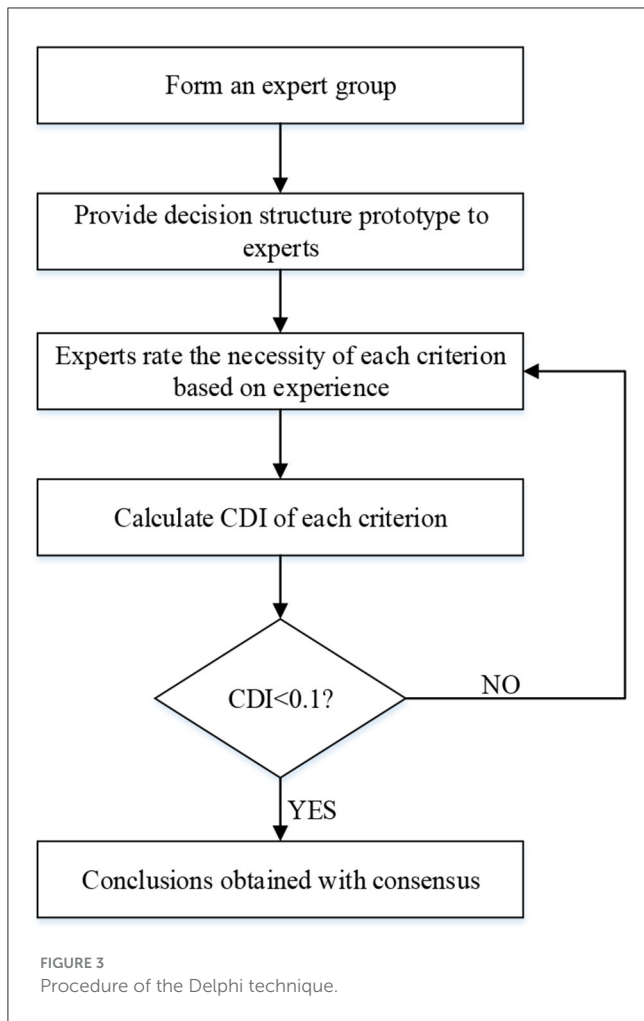 Form an expert group
Provide decision structure prototype to
experts
Experts rate the necessity of each criterion
based on experience
Calculate CDI of each criterion
CDI<0.1?
NO
YES
Conclusions obtained with consensus
FIGURE 3
Procedure of the Delphi technique.